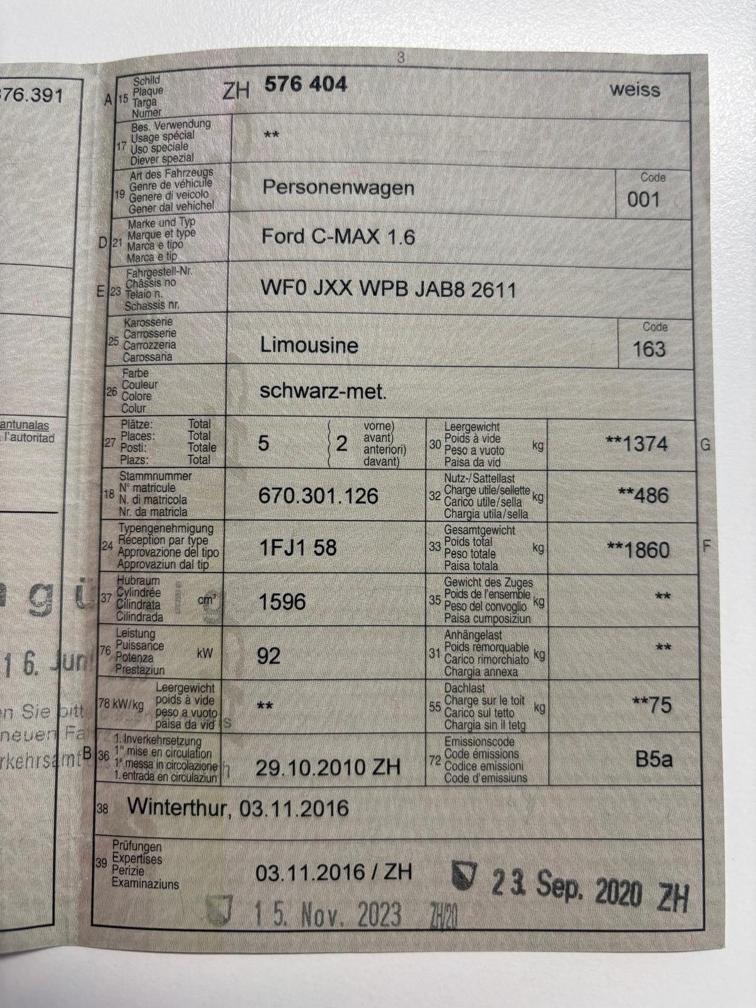 3
376.391
A 15 Schild
Plaque
Targa
Numer
ZH 576 404 weiss
17 Bes. Verwendung
Usage spécial
Uso speciale
Diever spezial
**
19 Art des Fahrzeugs
Genre de véhicule
Genere di veicolo
Gener dal vehichel
Personenwagen
Code
001
D 21 Marke und Typ
Marque et type
Marca e tipo
Marca e tip
Ford C-MAX 1.6
E 23 Fahrgestell-Nr.
Châssis no
Telaio n.
Schassis nr.
WF0 JXX WPB JAB8 2611
25 Karosserie
Carrosserie
Carrozzeria
Carossaria
Limousine
Code
163
26 Farbe
Couleur
Colore
Colur
schwarz-met.
27 Plätze: Total
Places: Total
Posti: Totale
Plazs: Total
5
2
vorne)
avant)
anteriori)
davant)
30 Leergewicht
Poids à vide
Peso a vuoto
Paisa da vid
kg
**1374
G
18 Stammnummer
N° matricule
N. di matricola
Nr. da matricla
670.301.126
32 Nutz-/Sattellast
Charge utile/sellette
Carico utile/sella
Chargia utila/sella
kg
**486
24 Typengenehmigung
Réception par type
Approvazione del tipo
Approvaziun dal tip
1FJ1 58
33 Gesamtgewicht
Poids total
Peso totale
Paisa totala
kg
**1860
F
37 Hubraum
Cylindrée
Cilindrata
Cilindrada
cm³
1596
35 Gewicht des Zuges
Poids de l'ensemble
Peso del convoglio
Paisa cumposiziun
kg
**
76 Leistung
Puissance
Potenza
Prestaziun
kW
92
31 Anhängelast
Poids remorquable
Carico rimorchiato
Chargia annexa
kg
**
78 kW/kg
Leergewicht
poids à vide
peso a vuoto
paisa da vid
**
55 Dachlast
Charge sur le toit
Carico sul tetto
Chargia sin il tetg
kg
**75
B 36 1. Inverkehrsetzung
1re mise en circulation
1a messa in circolazione
1. entrada en circulaziun
29.10.2010 ZH
72 Emissionscode
Code émissions
Codice emissioni
Code d'emissiuns
B5a
38 Winterthur, 03.11.2016
39 Prüfungen
Expertises
Perizie
Examinaziuns
03.11.2016 / ZH
23. Sep. 2020 ZH
15. Nov. 2023 ZH/20
antunalas
l'autoritad
16. Jun
en Sie bitt
neuen Fa
rkehrsamt